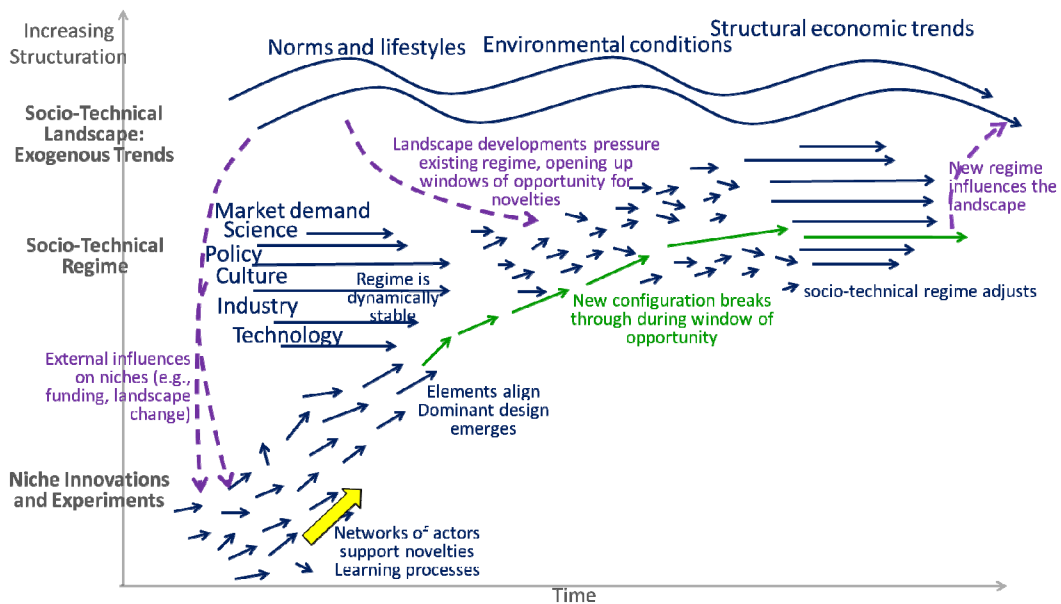 Increasing
Structuration
Norms and lifestyles
Environmental conditions
Structural economic trends
Socio-Technical
Landscape:
Exogenous Trends
Landscape developments pressure
existing regime, opening up
windows of opportunity for
novelties
New regime
influences the
landscape
Market demand
Science
Policy
Culture
Industry
Technology
Socio-Technical
Regime
Regime is
dynamically
stable
socio-technical regime adjusts
New configuration breaks
through during window of
opportunity
External influences
on niches (e.g.,
funding, landscape
change)
Elements align
Dominant design
emerges
Niche Innovations
and Experiments
Networks of actors
support novelties
Learning processes
Time